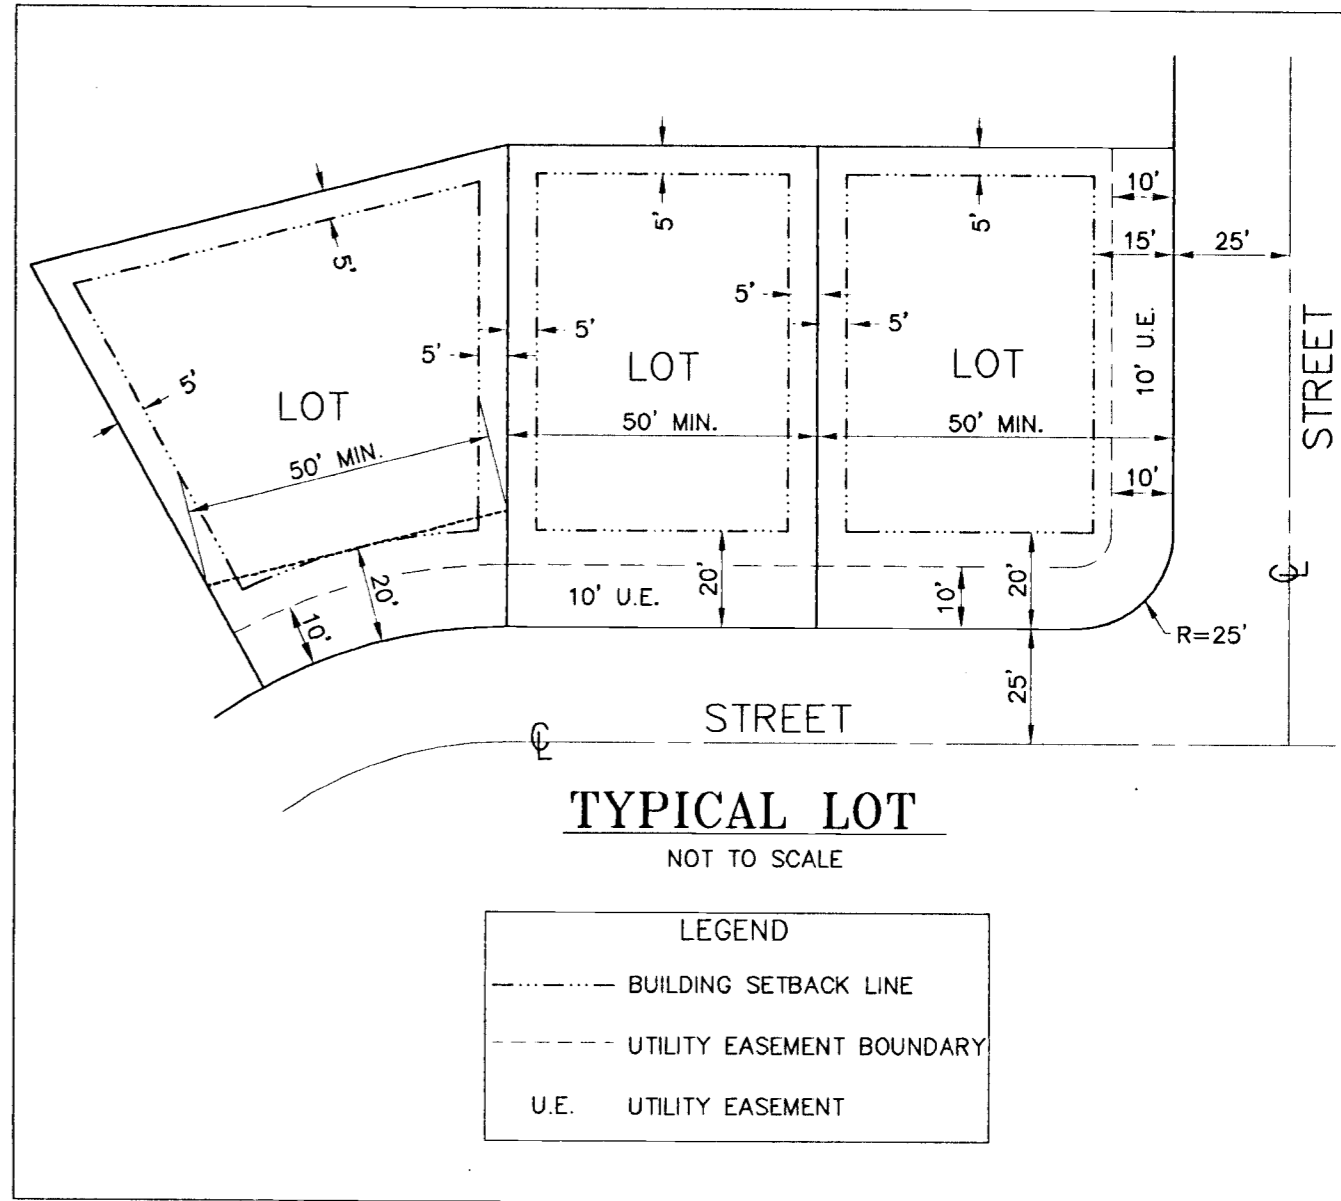 10'
5'
5'
15'
25'
5'
5'
5'
10' U.E.
STREET
5'
5'
5'
LOT
LOT
LOT
50' MIN.
50' MIN.
50' MIN.
10'
20'
10'
10' U.E.
20'
10'
20'
CL
R=25'
25'
STREET
CL
TYPICAL LOT
NOT TO SCALE
LEGEND
BUILDING SETBACK LINE
UTILITY EASEMENT BOUNDARY
U.E. UTILITY EASEMENT